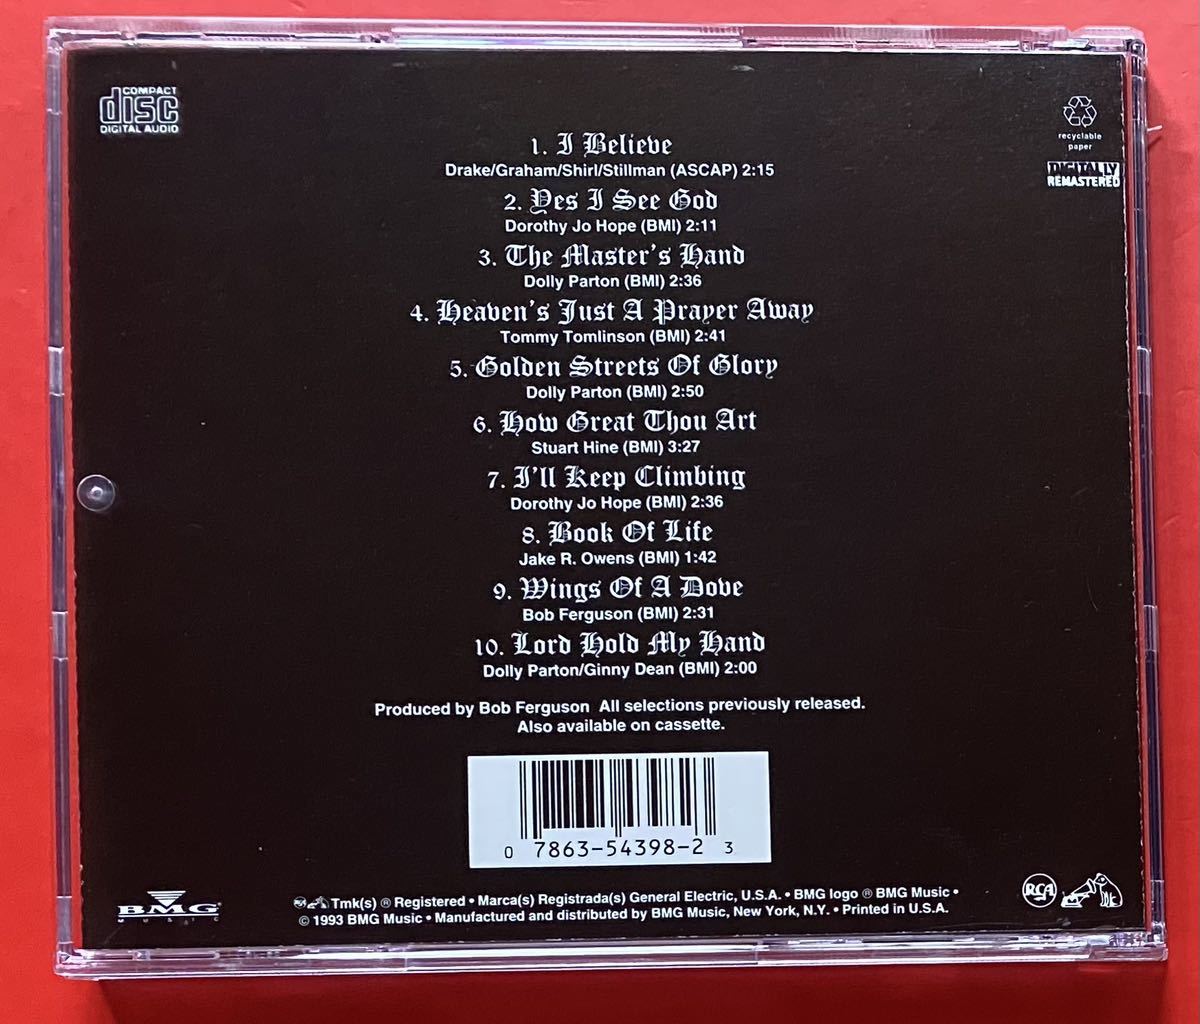 COMPACT
disc
DIGITAL AUDIO
recyclable
paper
DIGITALLY
REMASTERED
1. I Believe
Drake/Graham/Shirl/Stillman (ASCAP) 2:15
2. Yes I See God
Dorothy Jo Hope (BMI) 2:11
3. The Master's Hand
Dolly Parton (BMI) 2:36
4. Heaven's Just A Prayer Away
Tommy Tomlinson (BMI) 2:41
5. Golden Streets Of Glory
Dolly Parton (BMI) 2:50
6. How Great Thou Art
Stuart Hine (BMI) 3:27
7. I'll Keep Climbing
Dorothy Jo Hope (BMI) 2:36
8. Book Of Life
Jake R. Owens (BMI) 1:42
9. Wings Of A Dove
Bob Ferguson (BMI) 2:31
10. Lord Hold My Hand
Dolly Parton/Ginny Dean (BMI) 2:00
Produced by Bob Ferguson All selections previously released.
Also available on cassette.
0 7863-54398-2 3
BMG
MUSIC
RCA Tmk(s) ® Registered • Marca(s) Registrada(s) General Electric, U.S.A. • BMG logo ® BMG Music •
© 1993 BMG Music • Manufactured and distributed by BMG Music, New York, N.Y. • Printed in U.S.A.
RCA